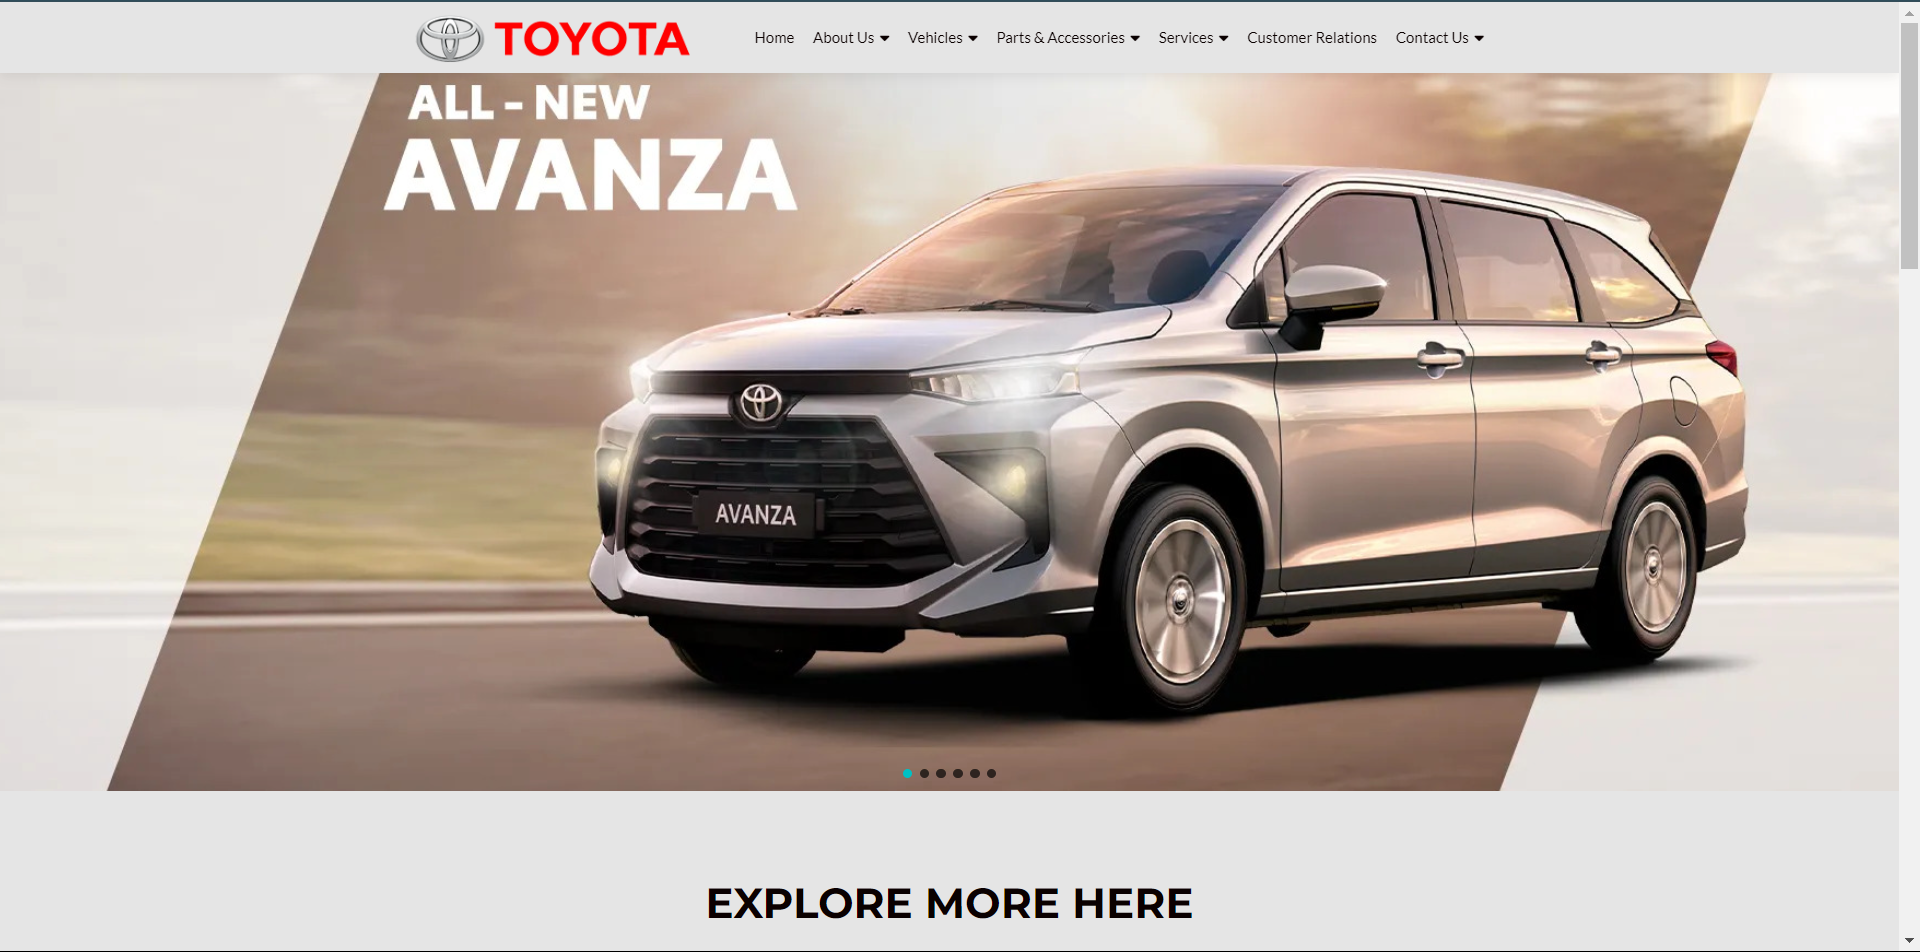 TOYOTA
Home About Us Vehicles Parts & Accessories Services Customer Relations Contact Us
ALL - NEW
AVANZA
AVANZA
EXPLORE MORE HERE